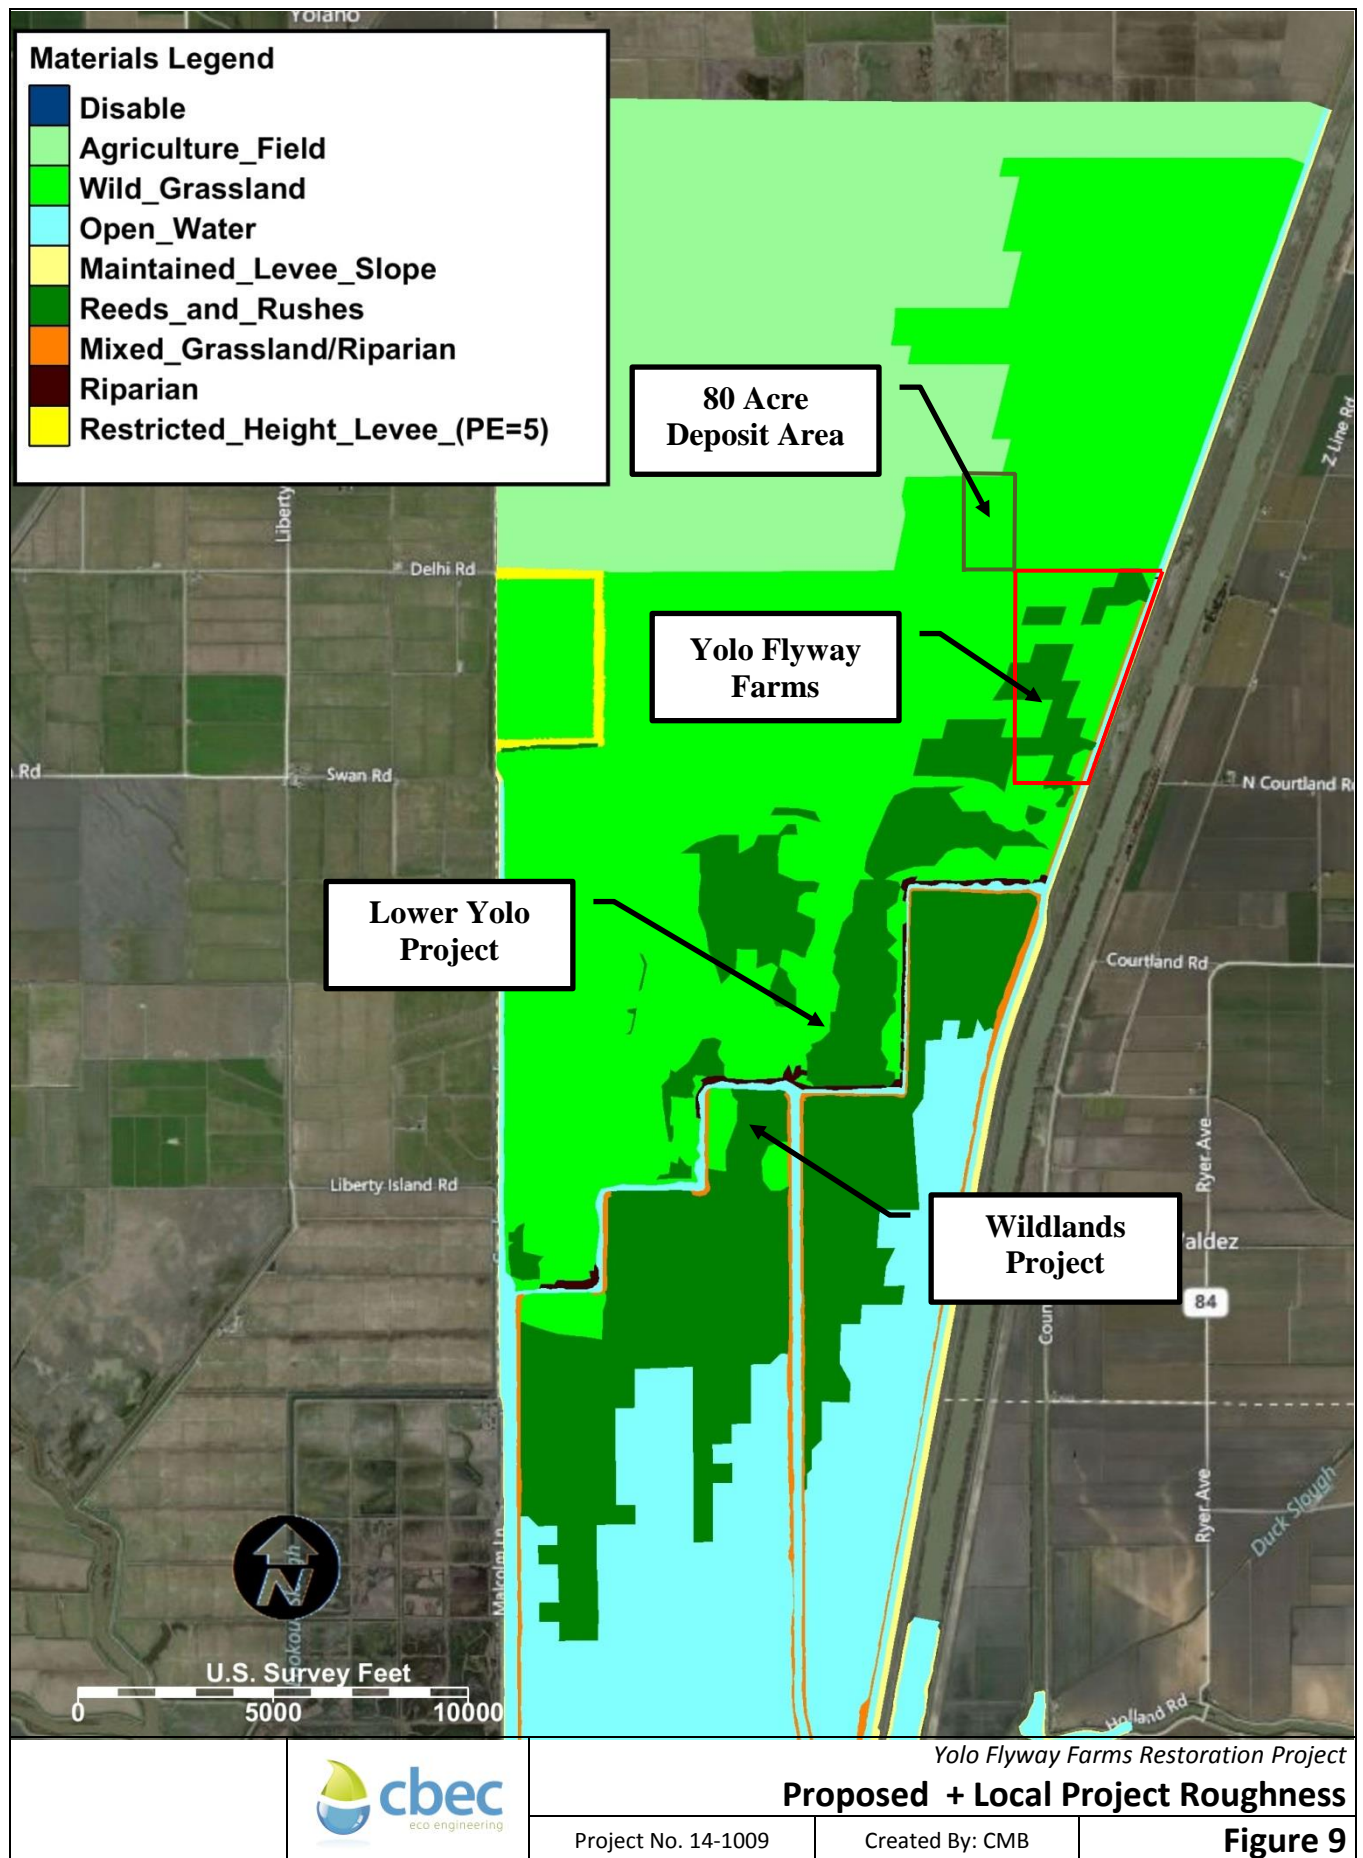 Yolano
Materials Legend
Disable
Agriculture_Field
Wild_Grassland
Open_Water
Maintained_Levee_Slope
Reeds_and_Rushes
Mixed_Grassland/Riparian
Riparian
Restricted_Height_Levee_(PE=5)
80 Acre
Deposit Area
Z Line Rd
Liberty
Delhi Rd
Yolo Flyway
Farms
Rd
Swan Rd
N Courtland R
Lower Yolo
Project
Courtland Rd
Ryer Ave
Liberty Island Rd
Wildlands
Project
Valdez
84
Coun
Ryer Ave
Duck Slough
Malcolm Ln
U.S. Survey Feet
0 5000 10000
Holland Rd
Yolo Flyway Farms Restoration Project
cbec
eco engineering
Proposed + Local Project Roughness
Project No. 14-1009
Created By: CMB
Figure 9